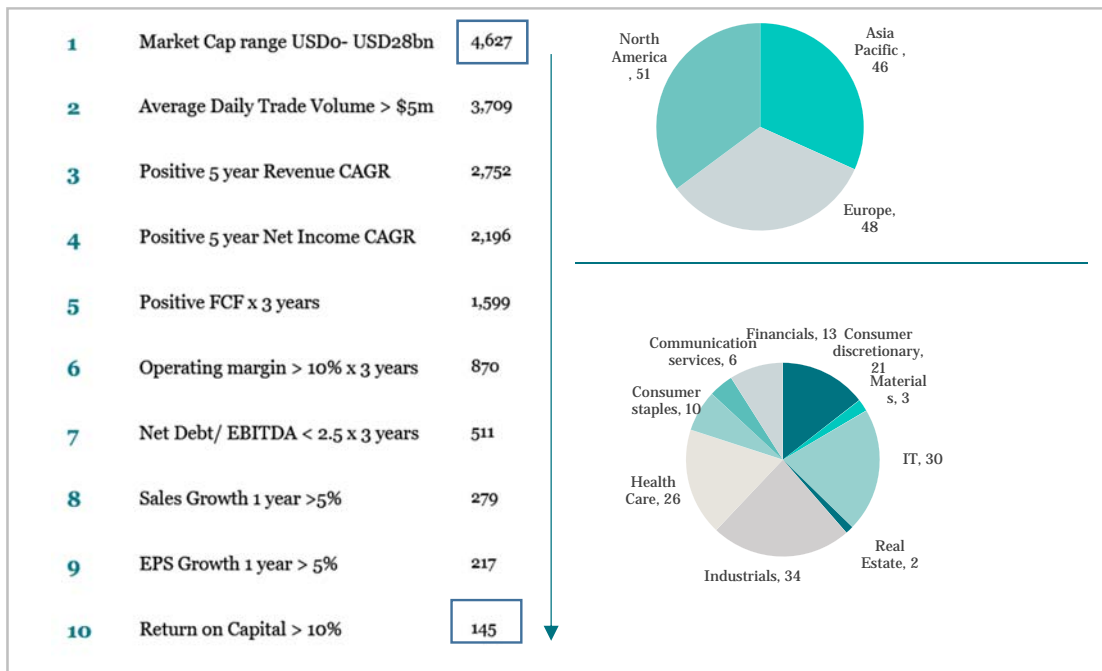 1 Market Cap range USD0- USD28bn 4,627
2 Average Daily Trade Volume > $5m 3,709
3 Positive 5 year Revenue CAGR 2,752
4 Positive 5 year Net Income CAGR 2,196
5 Positive FCF x 3 years 1,599
6 Operating margin > 10% x 3 years 870
7 Net Debt/ EBITDA < 2.5 x 3 years 511
8 Sales Growth 1 year >5% 279
9 EPS Growth 1 year > 5% 217
10 Return on Capital > 10% 145
North
America
, 51
Asia
Pacific ,
46
Europe,
48
Financials, 13
Consumer
discretionary,
21
Material
s, 3
IT, 30
Real
Estate, 2
Industrials, 34
Health
Care, 26
Consumer
staples, 10
Communication
services, 6